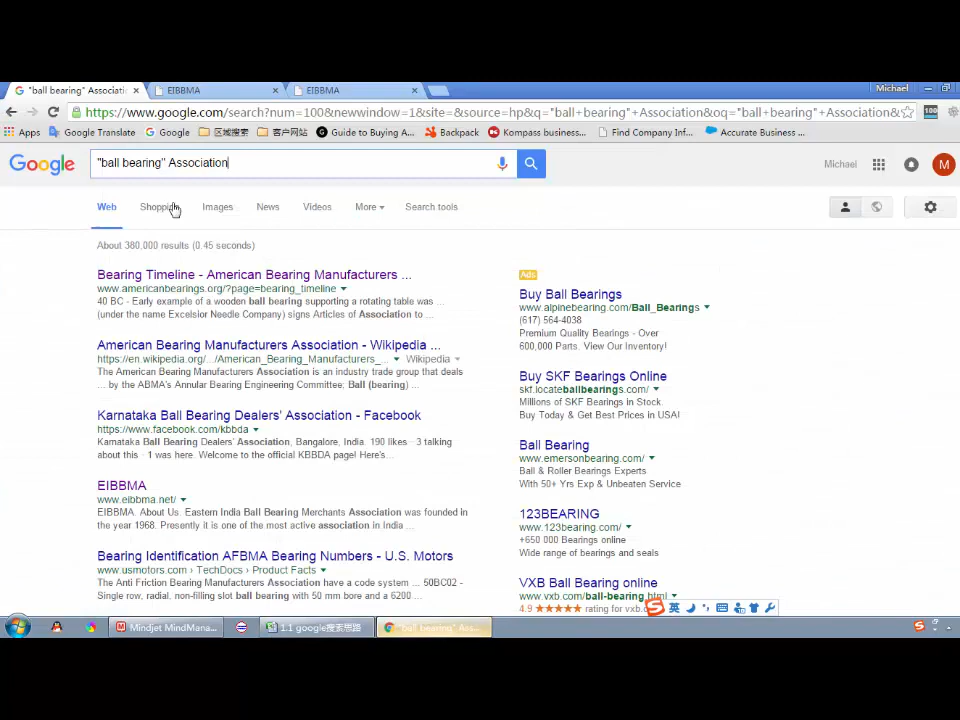 "ball bearing" Associati
EIBBMA
EIBBMA
Michael
https://www.google.com/search?num=100&newwindow=1&site=&source=hp&q="ball+bearing"+Association&oq="ball+bearing"+Association&
100
Apps
Google Translate
Google
区域搜索
客户网站
Guide to Buying A...
Backpack
Kompass business...
Find Company Inf...
Accurate Business ...
Google
"ball bearing" Association
Michael
M
Web
Shopping
Images
News
Videos
More
Search tools
About 380,000 results (0.45 seconds)
Bearing Timeline - American Bearing Manufacturers ...
www.americanbearings.org/?page=bearing_timeline
40 BC - Early example of a wooden ball bearing supporting a rotating table was ...
(under the name Excelsior Needle Company) signs Articles of Association to ...
American Bearing Manufacturers Association - Wikipedia ...
https://en.wikipedia.org/.../American_Bearing_Manufacturers_...
Wikipedia
The American Bearing Manufacturers Association is an industry trade group that deals
... by the ABMA's Annular Bearing Engineering Committee; Ball (bearing) ...
Karnataka Ball Bearing Dealers' Association - Facebook
https://www.facebook.com/kbbda
Karnataka Ball Bearing Dealers' Association, Bangalore, India. 190 likes · 3 talking
about this · 1 was here. Welcome to the official KBBDA page! Here's...
EIBBMA
www.eibbma.net/
EIBBMA. About Us. Eastern India Ball Bearing Merchants Association was founded in
the year 1968. Presently it is one of the most active association in India ...
Bearing Identification AFBMA Bearing Numbers - U.S. Motors
www.usmotors.com › TechDocs › Product Facts
The Anti Friction Bearing Manufacturers Association have a code system ... 50BC02 -
Single row, radial, non-filling slot ball bearing with 50 mm bore and a 6200 ...
Ads
Buy Ball Bearings
www.alpinebearing.com/Ball_Bearings
(617) 564-4038
Premium Quality Bearings - Over
600,000 Parts. View Our Inventory!
Buy SKF Bearings Online
skf.locateballbearings.com/
Millions of SKF Bearings in Stock.
Buy Today & Get Best Prices in USA!
Ball Bearing
www.emersonbearing.com/
Ball & Roller Bearings Experts
With 50+ Yrs Exp & Unbeaten Service
123BEARING
www.123bearing.com/
+650 000 Bearings online
Wide range of bearings and seals
VXB Ball Bearing online
www.vxb.com/ball-bearing.html
4.9 ★★★★★ rating for vxb.
英
Mindjet MindMana...
1.1 google搜索思路
"ball bearing" Ass...